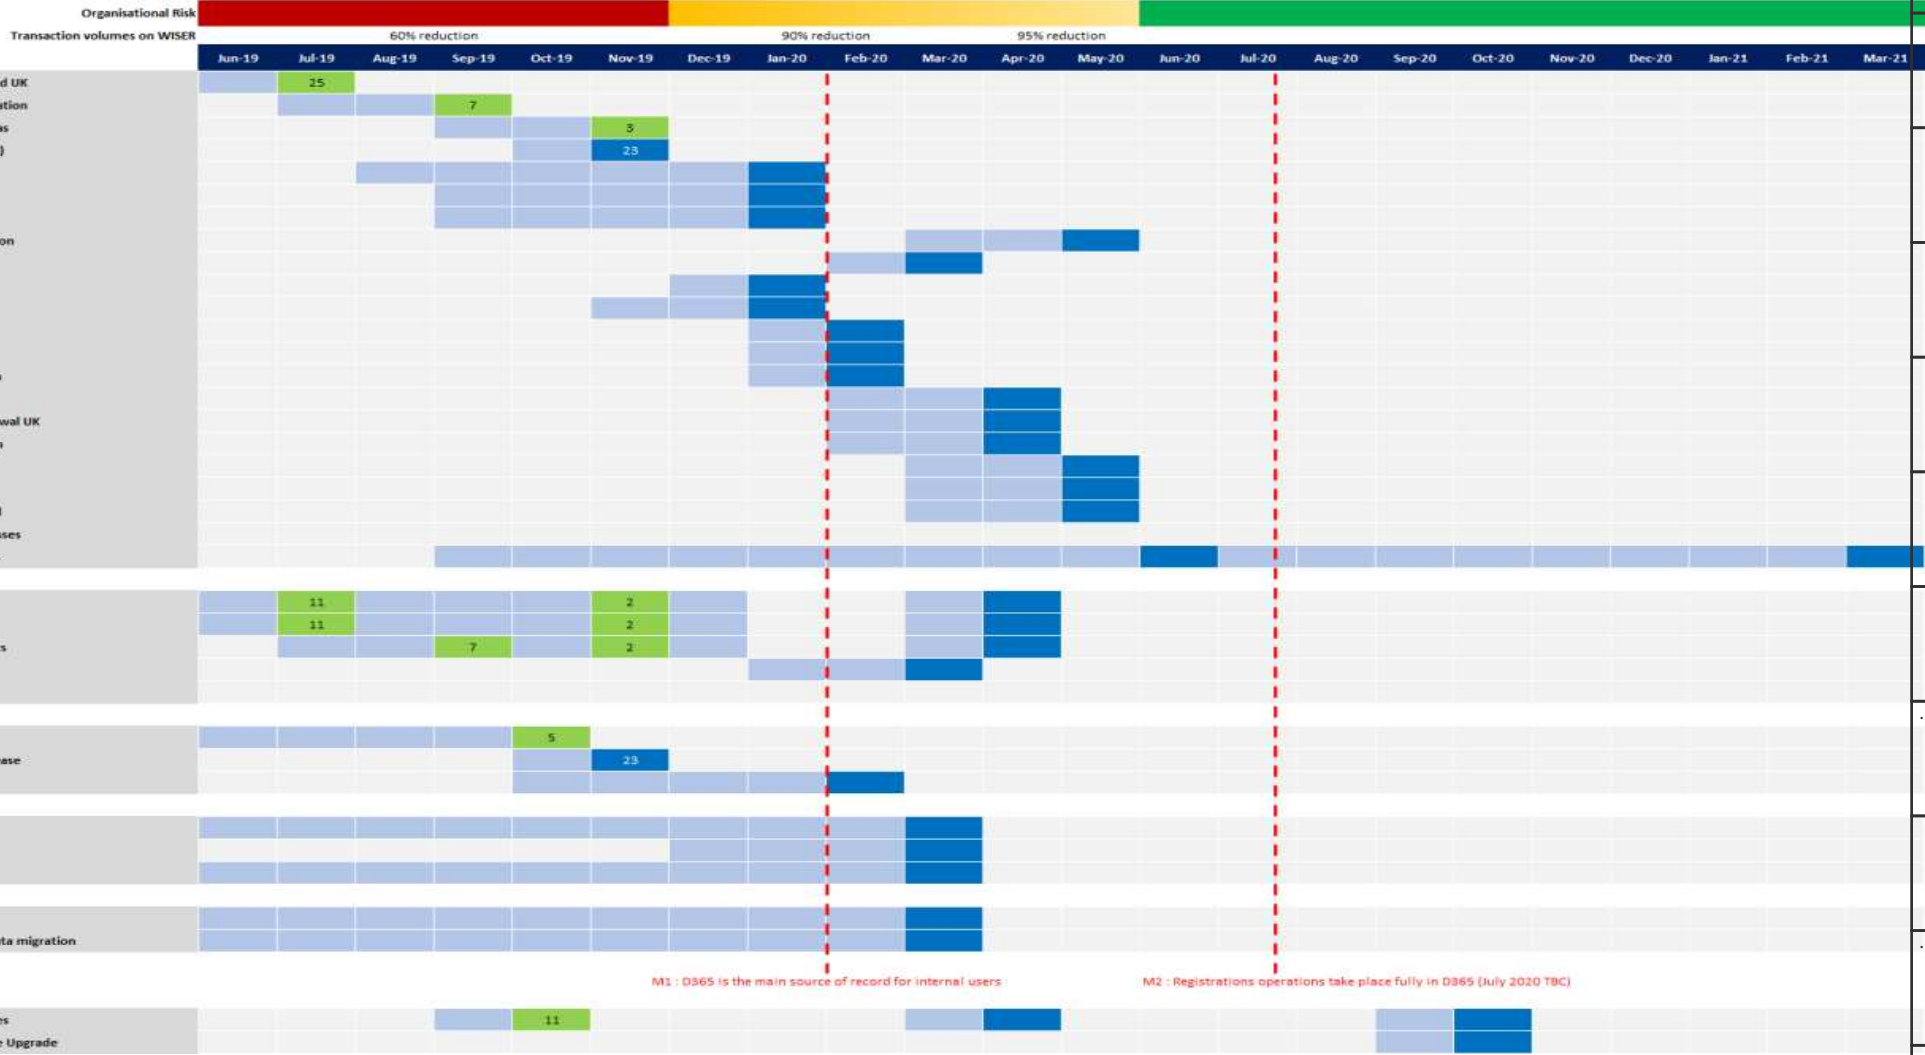 Organisational Risk
Transaction volumes on WISER 60% reduction 90% reduction 95% reduction
Jun-19 Jul-19 Aug-19 Sep-19 Oct-19 Nov-19 Dec-19 Jan-20 Feb-20 Mar-20 Apr-20 May-20 Jun-20 Jul-20 Aug-20 Sep-20 Oct-20 Nov-20 Dec-20 Jan-21 Feb-21 Mar-21
d UK 25
ation 7
as 3
) 23
on
n
wal UK
n
d
sses
11 2
11 2
s 7 2
5
ase 23
ta migration
M1 : D365 is the main source of record for internal users M2 : Registrations operations take place fully in D365 (July 2020 TBC)
es 11
e Upgrade